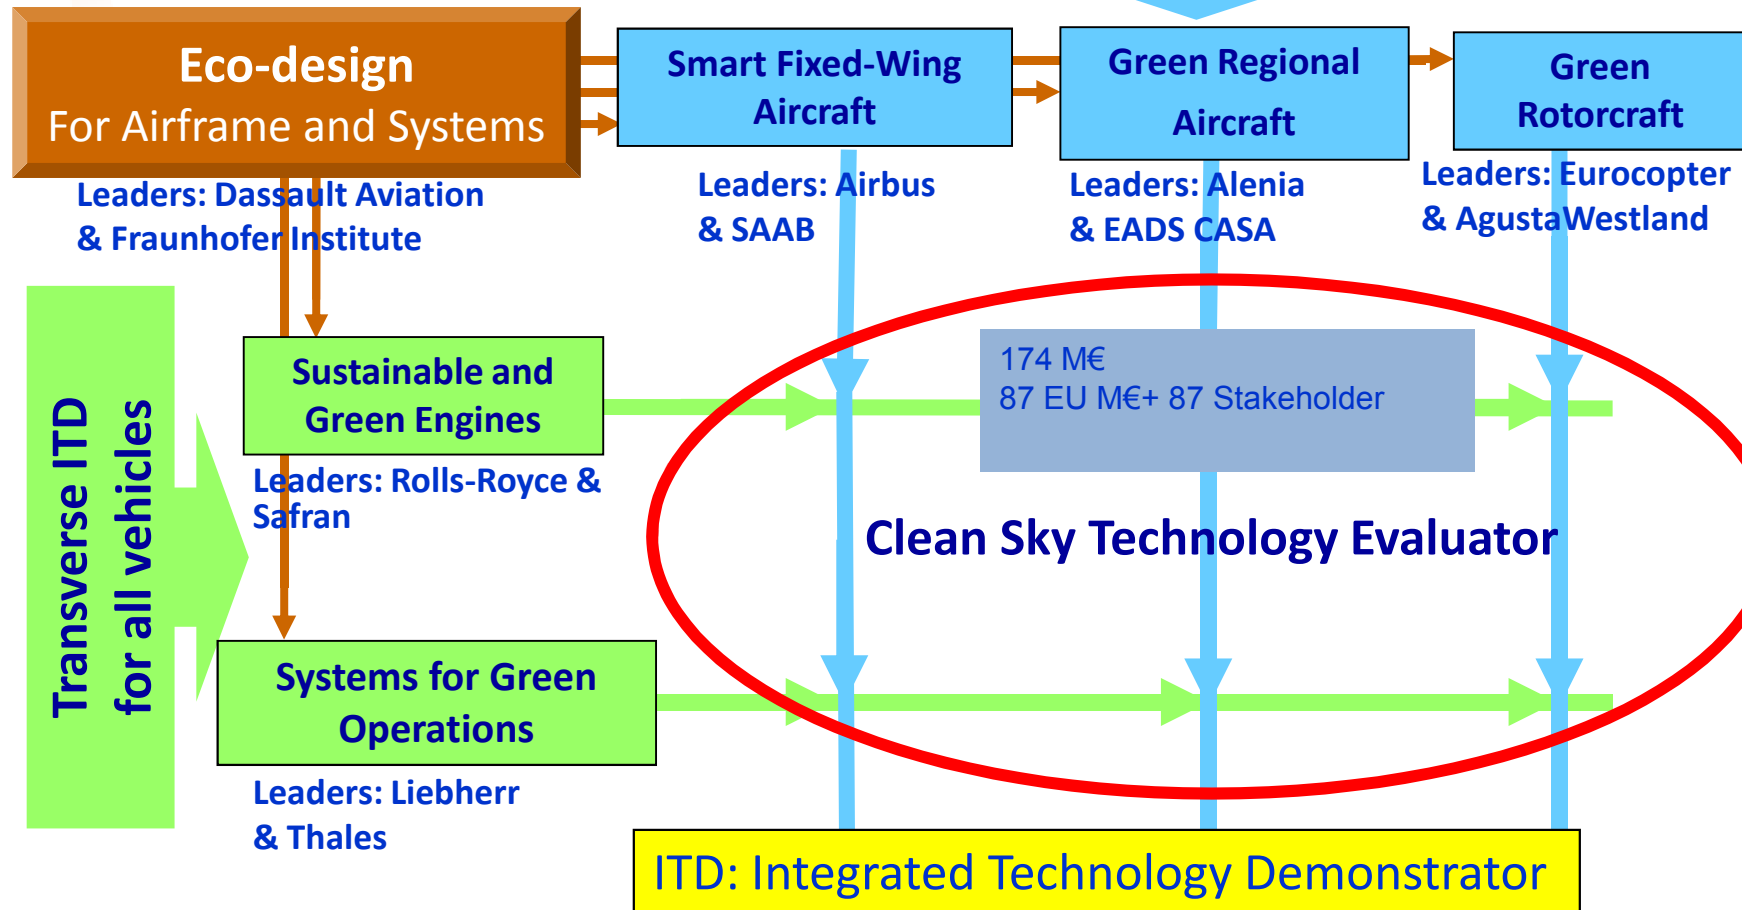 Eco-design
For Airframe and Systems
Leaders: Dassault Aviation
& Fraunhofer Institute
Smart Fixed-Wing
Aircraft
Leaders: Airbus
& SAAB
Green Regional
Aircraft
Leaders: Alenia
& EADS CASA
Green
Rotorcraft
Leaders: Eurocopter
& AgustaWestland
Transverse ITD
for all vehicles
Sustainable and
Green Engines
Leaders: Rolls-Royce &
Safran
174 M€
87 EU M€+ 87 Stakeholder
Clean Sky Technology Evaluator
Systems for Green
Operations
Leaders: Liebherr
& Thales
ITD: Integrated Technology Demonstrator